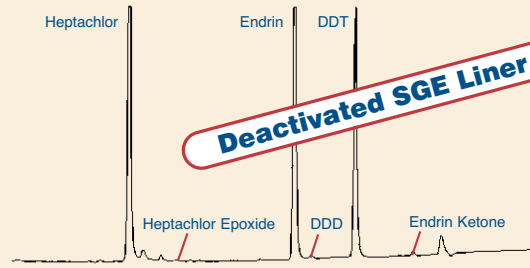 Heptachlor
Endrin
DDT
Deactivated SGE Liner
Heptachlor Epoxide
DDD
Endrin Ketone